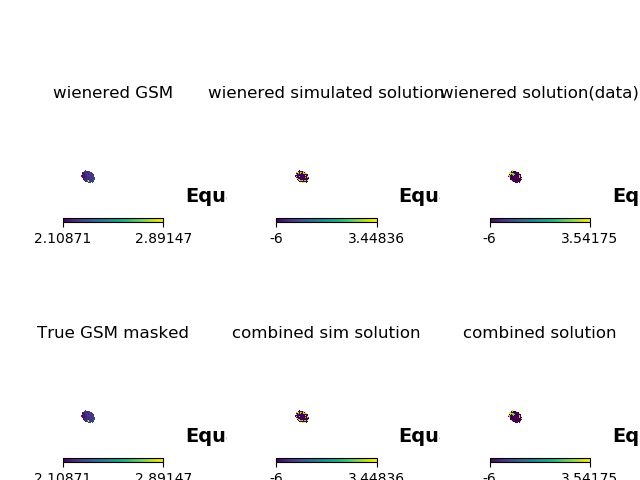 wienered GSM
wienered simulated solution
wienered solution(data)
Equ
Equ
Eq
2.10871 2.89147
-6 3.44836
-6 3.54175
True GSM masked
combined sim solution
combined solution
Equ
Equ
Eq
2.10871 2.89147
-6 3.44836
-6 3.54175